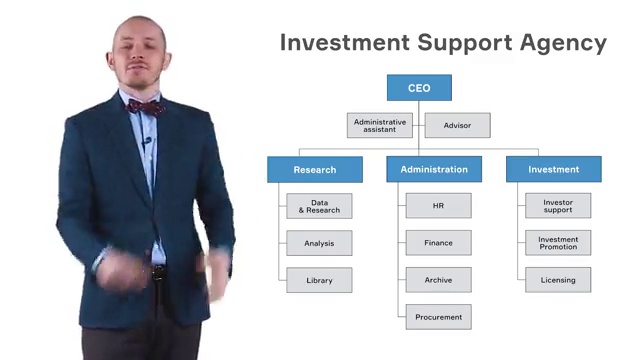 Investment Support Agency
CEO
Administrative
assistant
Advisor
Research
Administration
Investment
Data
& Research
HR
Investor
support
Analysis
Finance
Investment
Promotion
Library
Archive
Licensing
Procurement